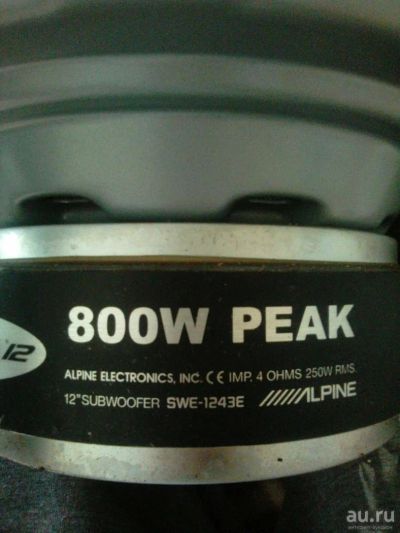 12
800W PEAK
ALPINE ELECTRONICS, INC. CE IMP. 4 OHMS 250W RMS.
12"SUBWOOFER SWE-1243E ALPINE
au.ru